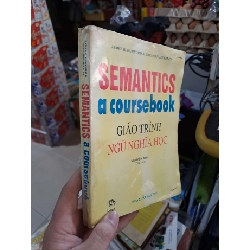 SEMANTICS
a coursebook
GIÁO TRÌNH
NGỮ NGHĨA HỌC
SEMANTICS a COURSEBOOK